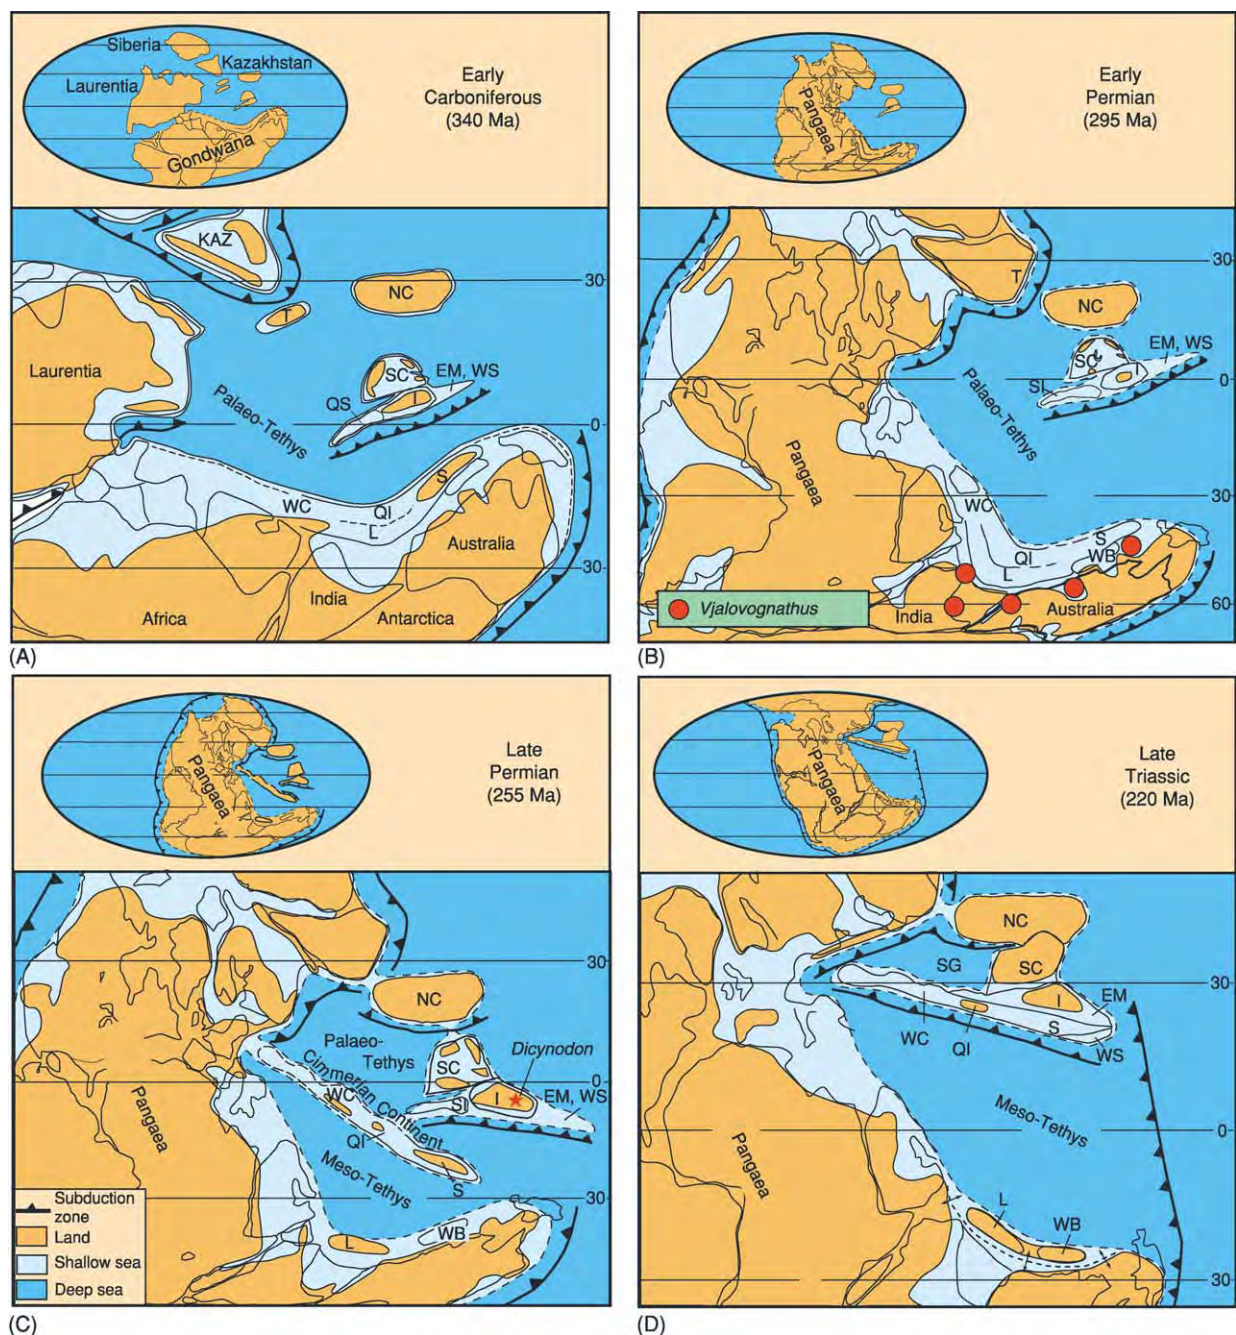 Siberia
Kazakhstan
Laurentia
Gondwana
Early
Carboniferous
(340 Ma)
KAZ
30
NC
T
Laurentia
SC
EM, WS
QS
I
Palaeo-Tethys
0
S
WC
QI
L
Australia
30
India
Africa
Antarctica
(A)
Pangaea
Early
Permian
(295 Ma)
30
T
NC
EM, WS
SC
I
SI
0
Palaeo-Tethys
Pangaea
30
WC
S
QI
WB
L
Vjalovognathus
India
Australia
60
(B)
Pangaea
Late
Permian
(255 Ma)
30
NC
Palaeo-
Tethys
Dicynodon
SC
0
Cimmerian Continent
WC
I
EM, WS
SI
QI
Pangaea
Meso-Tethys
S
30
Subduction
zone
Land
Shallow sea
Deep sea
L
WB
(C)
Pangaea
Late
Triassic
(220 Ma)
NC
SG
SC
30
I
EM
S
WC
QI
WS
Meso-Tethys
0
Pangaea
L
WB
30
(D)